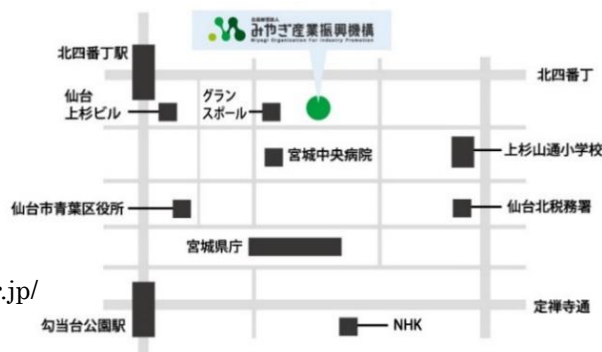 公益財団法人
みやぎ産業振興機構
Miyagi Organization for Industry Promotion
北四番丁駅
北四番丁
仙台
上杉ビル
グラン
スポール
宮城中央病院
上杉山通小学校
仙台市青葉区役所
仙台北税務署
宮城県庁
.jp/
定禅寺通
勾当台公園駅
NHK